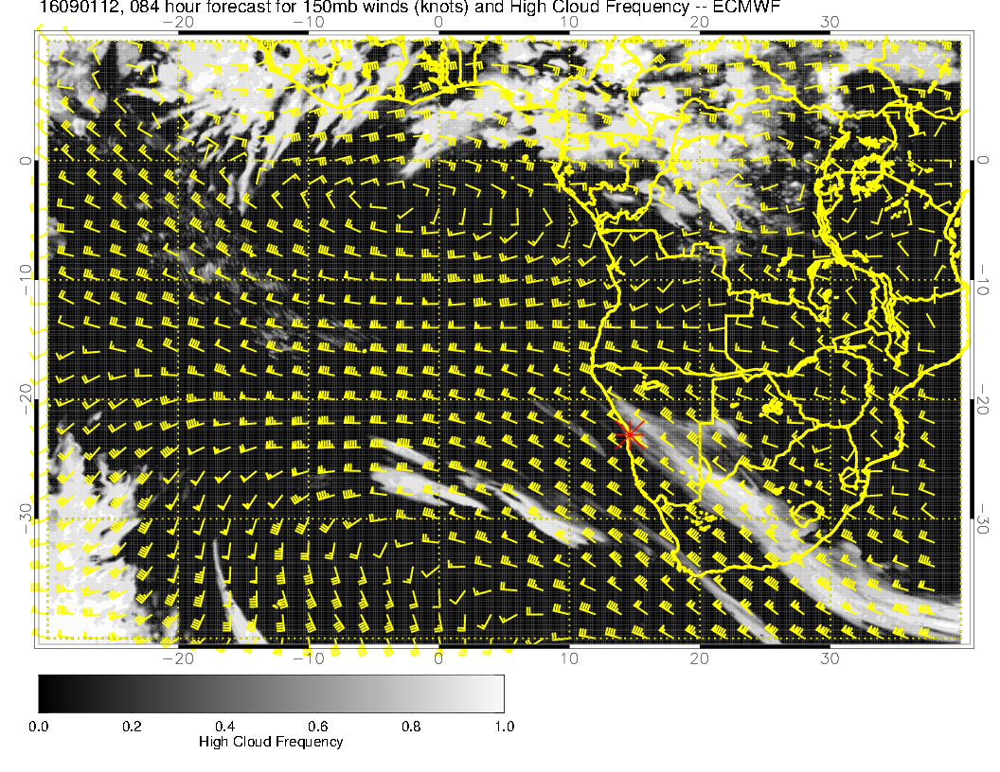 16090112, 084 hour forecast for 150mb winds (knots) and High Cloud Frequency -- ECMWF
−20 −10 0 10 20 30
0 0
−10 −10
−20 −20
−30 −30
−20 −10 0 10 20 30
0.0 0.2 0.4 0.6 0.8 1.0
High Cloud Frequency